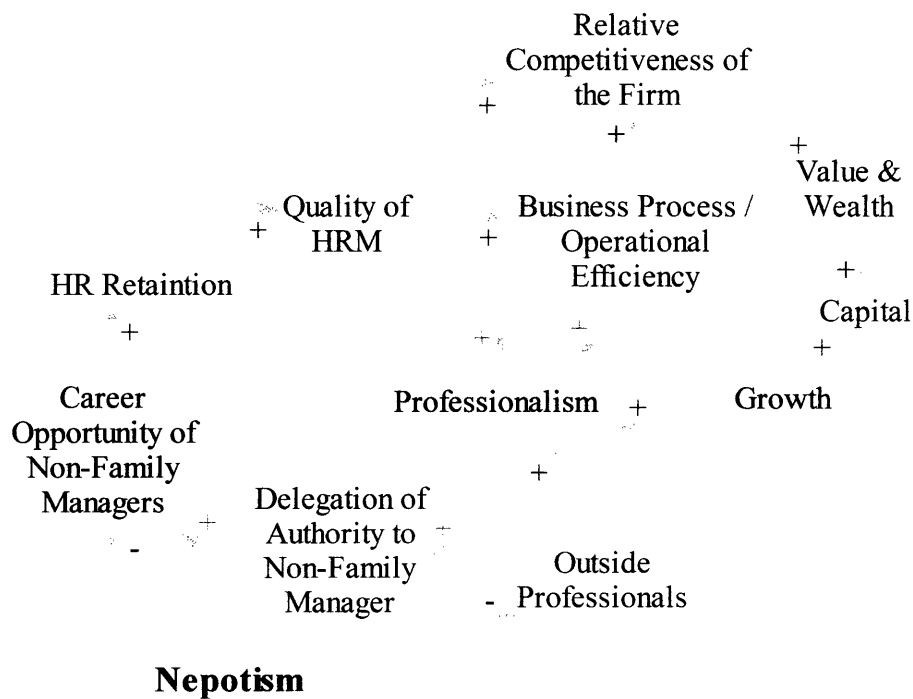 Relative
Competitiveness of
the Firm
+
+
+
Value &
Wealth
Quality of
HRM
+
Business Process /
Operational
Efficiency
+
+
HR Retaintion
Capital
+
+
+
+
Career
Opportunity of
Non-Family
Managers
Professionalism
+
Growth
+
Delegation of
Authority to
Non-Family
Manager
+
-
+
Outside
Professionals
-
Nepotism